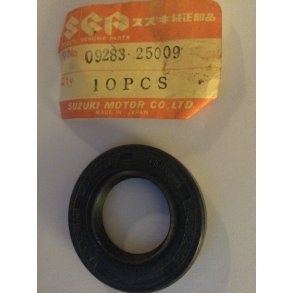 SGP スズキ純正部品
GENUINE PARTS
09283-25009
10PCS
SUZUKI MOTOR CO.,LTD.
MADE IN JAPAN